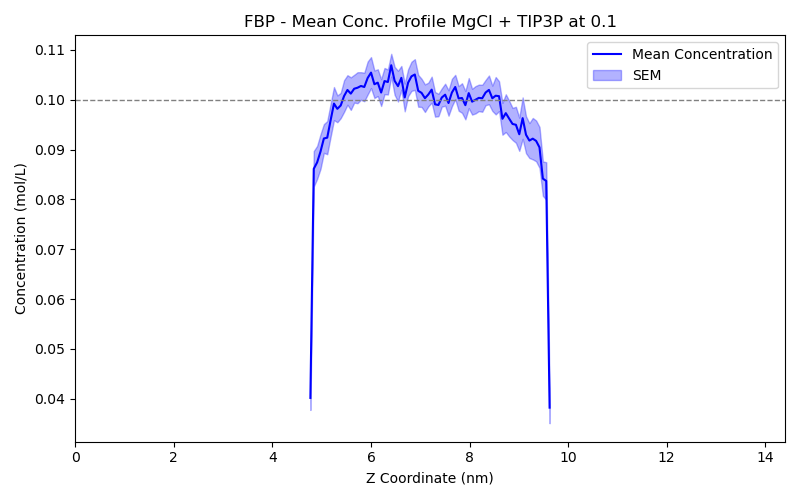 FBP - Mean Conc. Profile MgCl + TIP3P at 0.1
Mean Concentration
SEM
Concentration (mol/L)
0.11
0.10
0.09
0.08
0.07
0.06
0.05
0.04
0 2 4 6 8 10 12 14
Z Coordinate (nm)